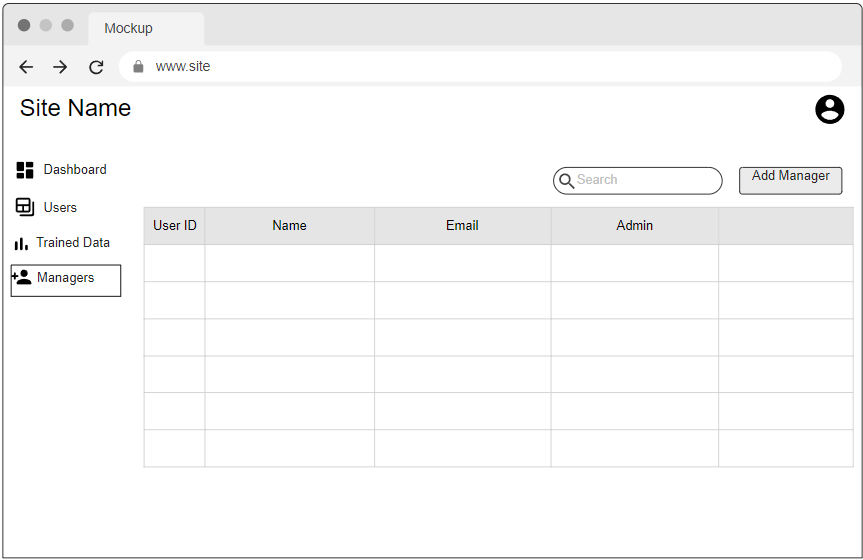 Mockup
www.site
Site Name
Dashboard
Users
Trained Data
Managers
Search
Add Manager
User ID Name Email Admin